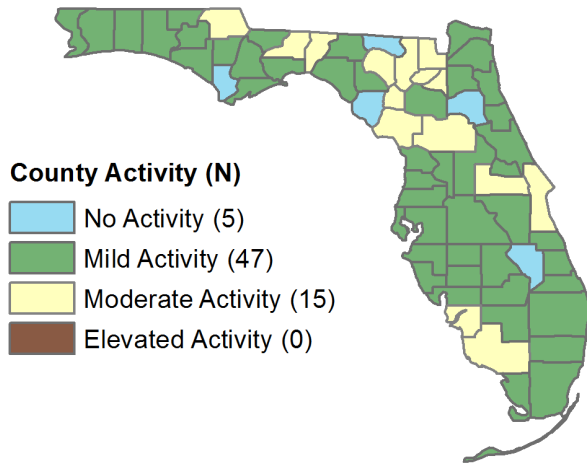 County Activity (N)
No Activity (5)
Mild Activity (47)
Moderate Activity (15)
Elevated Activity (0)